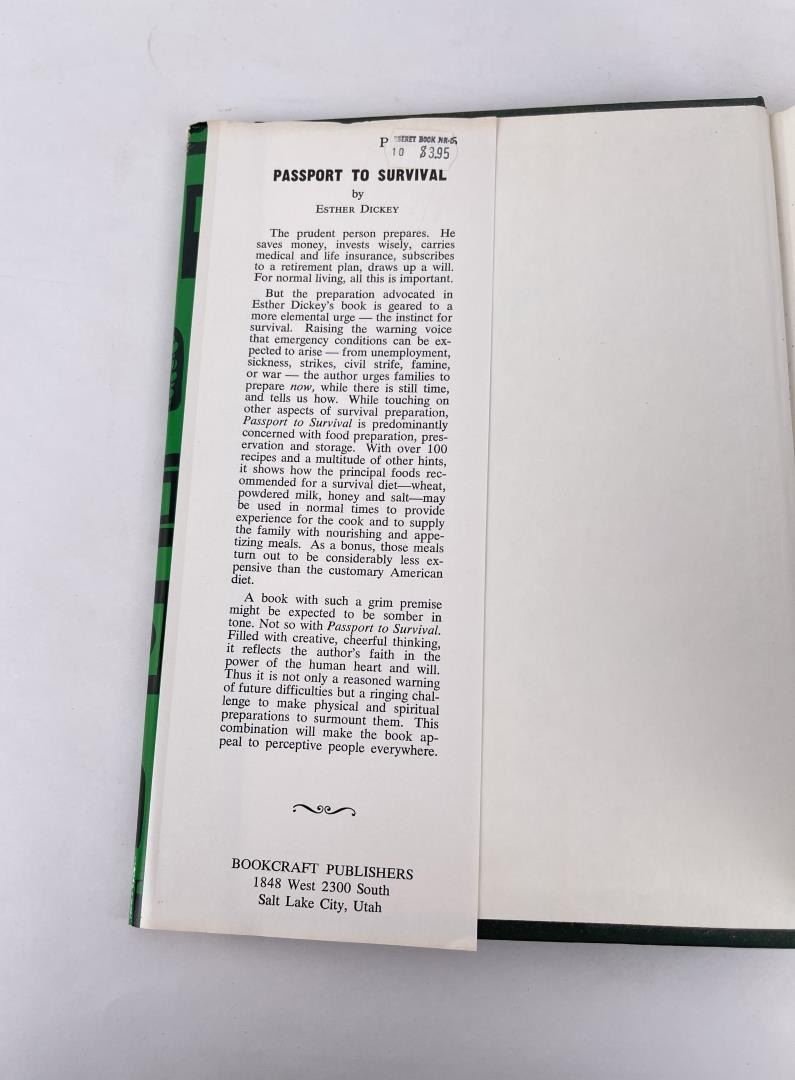 P
ESERET BOOK
10 $3.95
PASSPORT TO SURVIVAL
by
ESTHER DICKEY
The prudent person prepares. He
saves money, invests wisely, carries
medical and life insurance, subscribes
to a retirement plan, draws up a will.
For normal living, all this is important.
But the preparation advocated in
Esther Dickey's book is geared to a
more elemental urge — the instinct for
survival. Raising the warning voice
that emergency conditions can be ex-
pected to arise — from unemployment,
sickness, strikes, civil strife, famine,
or war — the author urges families to
prepare now, while there is still time,
and tells us how. While touching on
other aspects of survival preparation,
Passport to Survival is predominantly
concerned with food preparation, pres-
ervation and storage. With over 100
recipes and a multitude of other hints,
it shows how the principal foods rec-
ommended for a survival diet—wheat,
powdered milk, honey and salt—may
be used in normal times to provide
experience for the cook and to supply
the family with nourishing and appe-
tizing meals. As a bonus, those meals
turn out to be considerably less ex-
pensive than the customary American
diet.
A book with such a grim premise
might be expected to be somber in
tone. Not so with Passport to Survival.
Filled with creative, cheerful thinking,
it reflects the author's faith in the
power of the human heart and will.
Thus it is not only a reasoned warning
of future difficulties but a ringing chal-
lenge to make physical and spiritual
preparations to surmount them. This
combination will make the book ap-
peal to perceptive people everywhere.
BOOKCRAFT PUBLISHERS
1848 West 2300 South
Salt Lake City, Utah